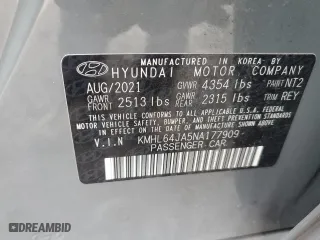 MANUFACTURED IN KOREA BY
HYUNDAI MOTOR COMPANY
AUG/2021 GVWR 4354 lbs PAINT NT2
GAWR FRONT 2513 lbs GAWR REAR 2315 lbs TRIM REY
THIS VEHICLE CONFORMS TO ALL APPLICABLE U.S.A. FEDERAL
MOTOR VEHICLE SAFETY, BUMPER, AND THEFT PREVENTION
STANDARDS IN EFFECT ON THE DATE OF MANUFACTURE SHOWN ABOVE.
V.I.N KMHL64JA5NA177909
PASSENGER CAR